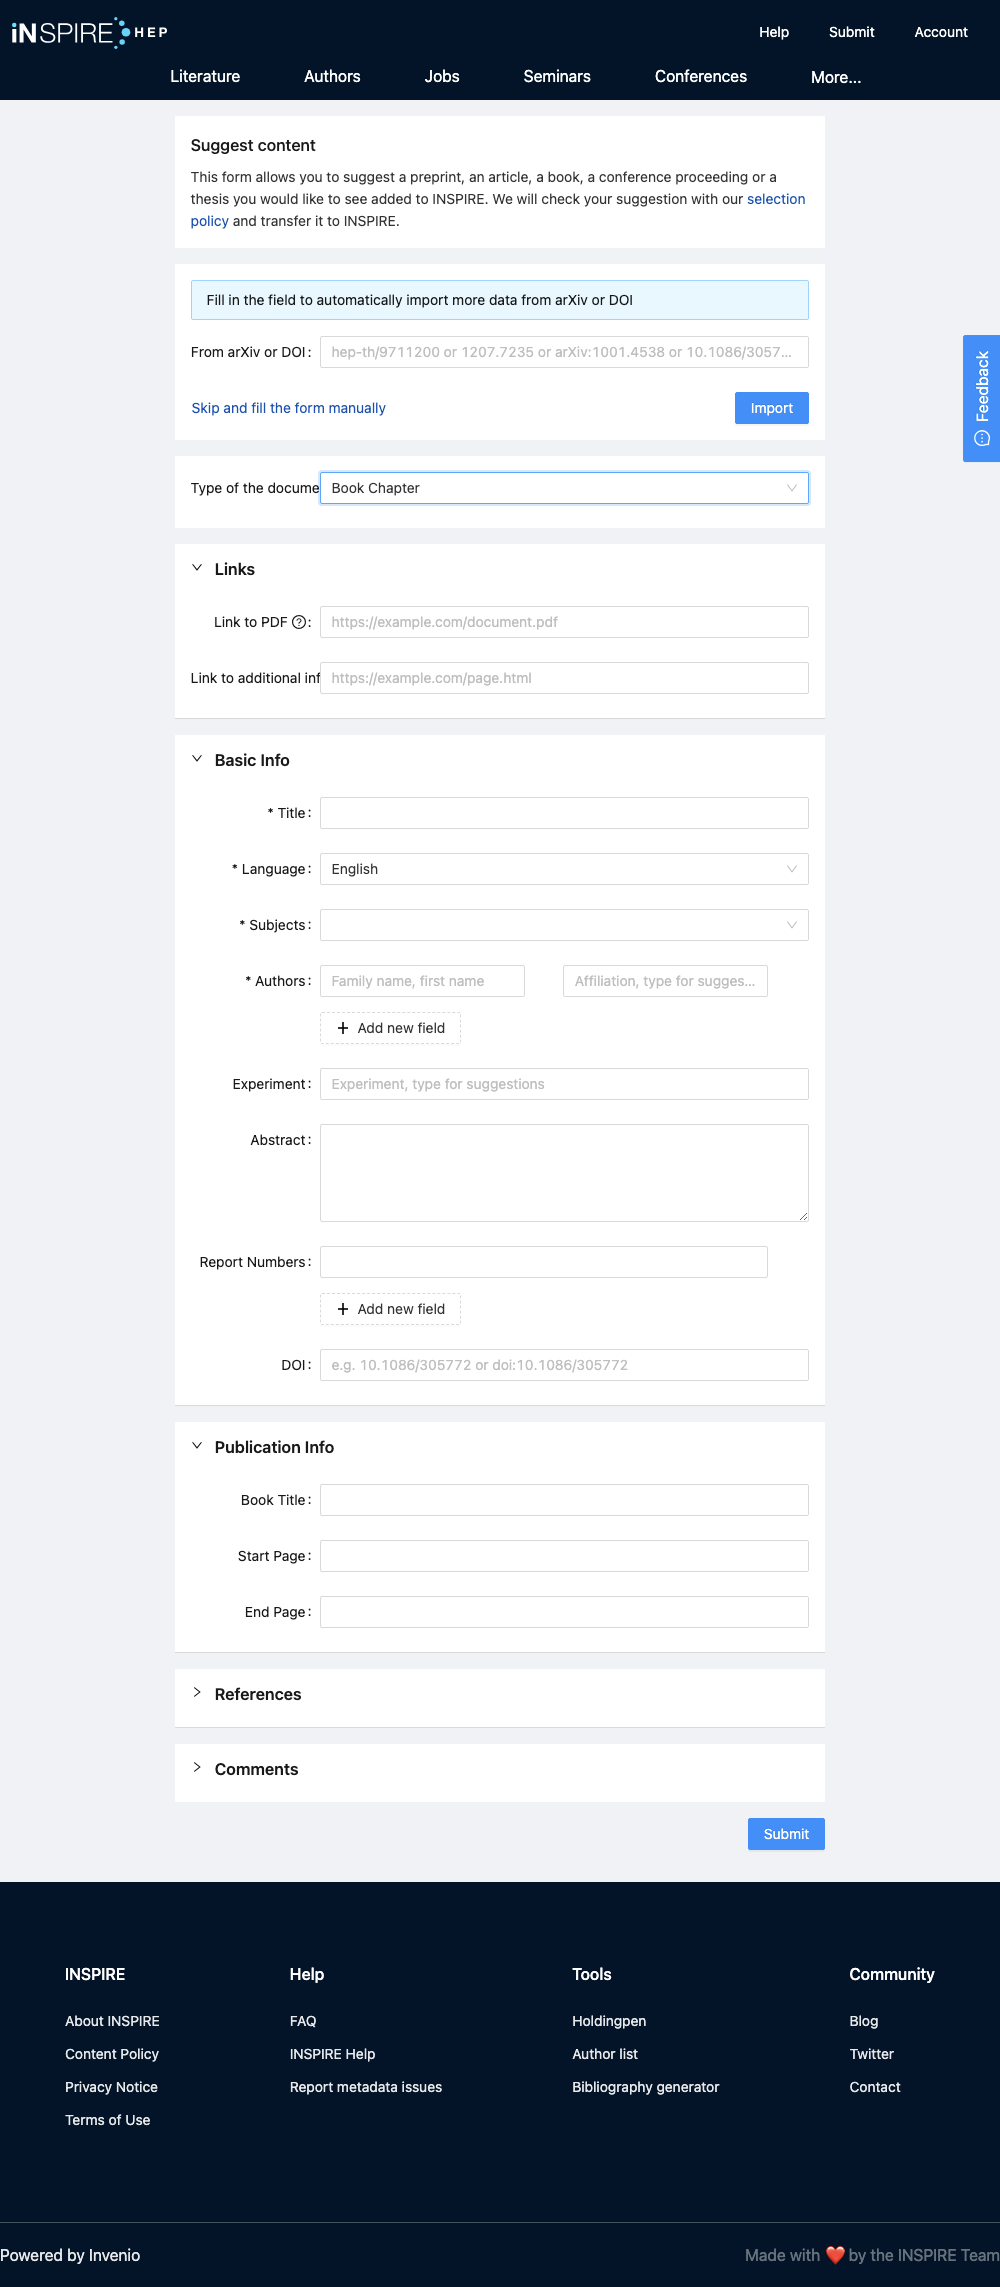 iNSPIRE HEP
Help Submit Account
Literature Authors Jobs Seminars Conferences More...
Suggest content
This form allows you to suggest a preprint, an article, a book, a conference proceeding or a
thesis you would like to see added to INSPIRE. We will check your suggestion with our selection
policy and transfer it to INSPIRE.
Fill in the field to automatically import more data from arXiv or DOI
From arXiv or DOI: hep-th/9711200 or 1207.7235 or arXiv:1001.4538 or 10.1086/3057...
Feedback
Skip and fill the form manually Import
Type of the docume Book Chapter
Links
Link to PDF ?: https://example.com/document.pdf
Link to additional inf https://example.com/page.html
Basic Info
* Title:
* Language: English
* Subjects:
* Authors: Family name, first name Affiliation, type for sugges...
+ Add new field
Experiment: Experiment, type for suggestions
Abstract:
Report Numbers:
+ Add new field
DOI: e.g. 10.1086/305772 or doi:10.1086/305772
Publication Info
Book Title:
Start Page:
End Page:
References
Comments
Submit
INSPIRE Help Tools Community
About INSPIRE FAQ Holdingpen Blog
Content Policy INSPIRE Help Author list Twitter
Privacy Notice Report metadata issues Bibliography generator Contact
Terms of Use
Powered by Invenio Made with ❤️ by the INSPIRE Team